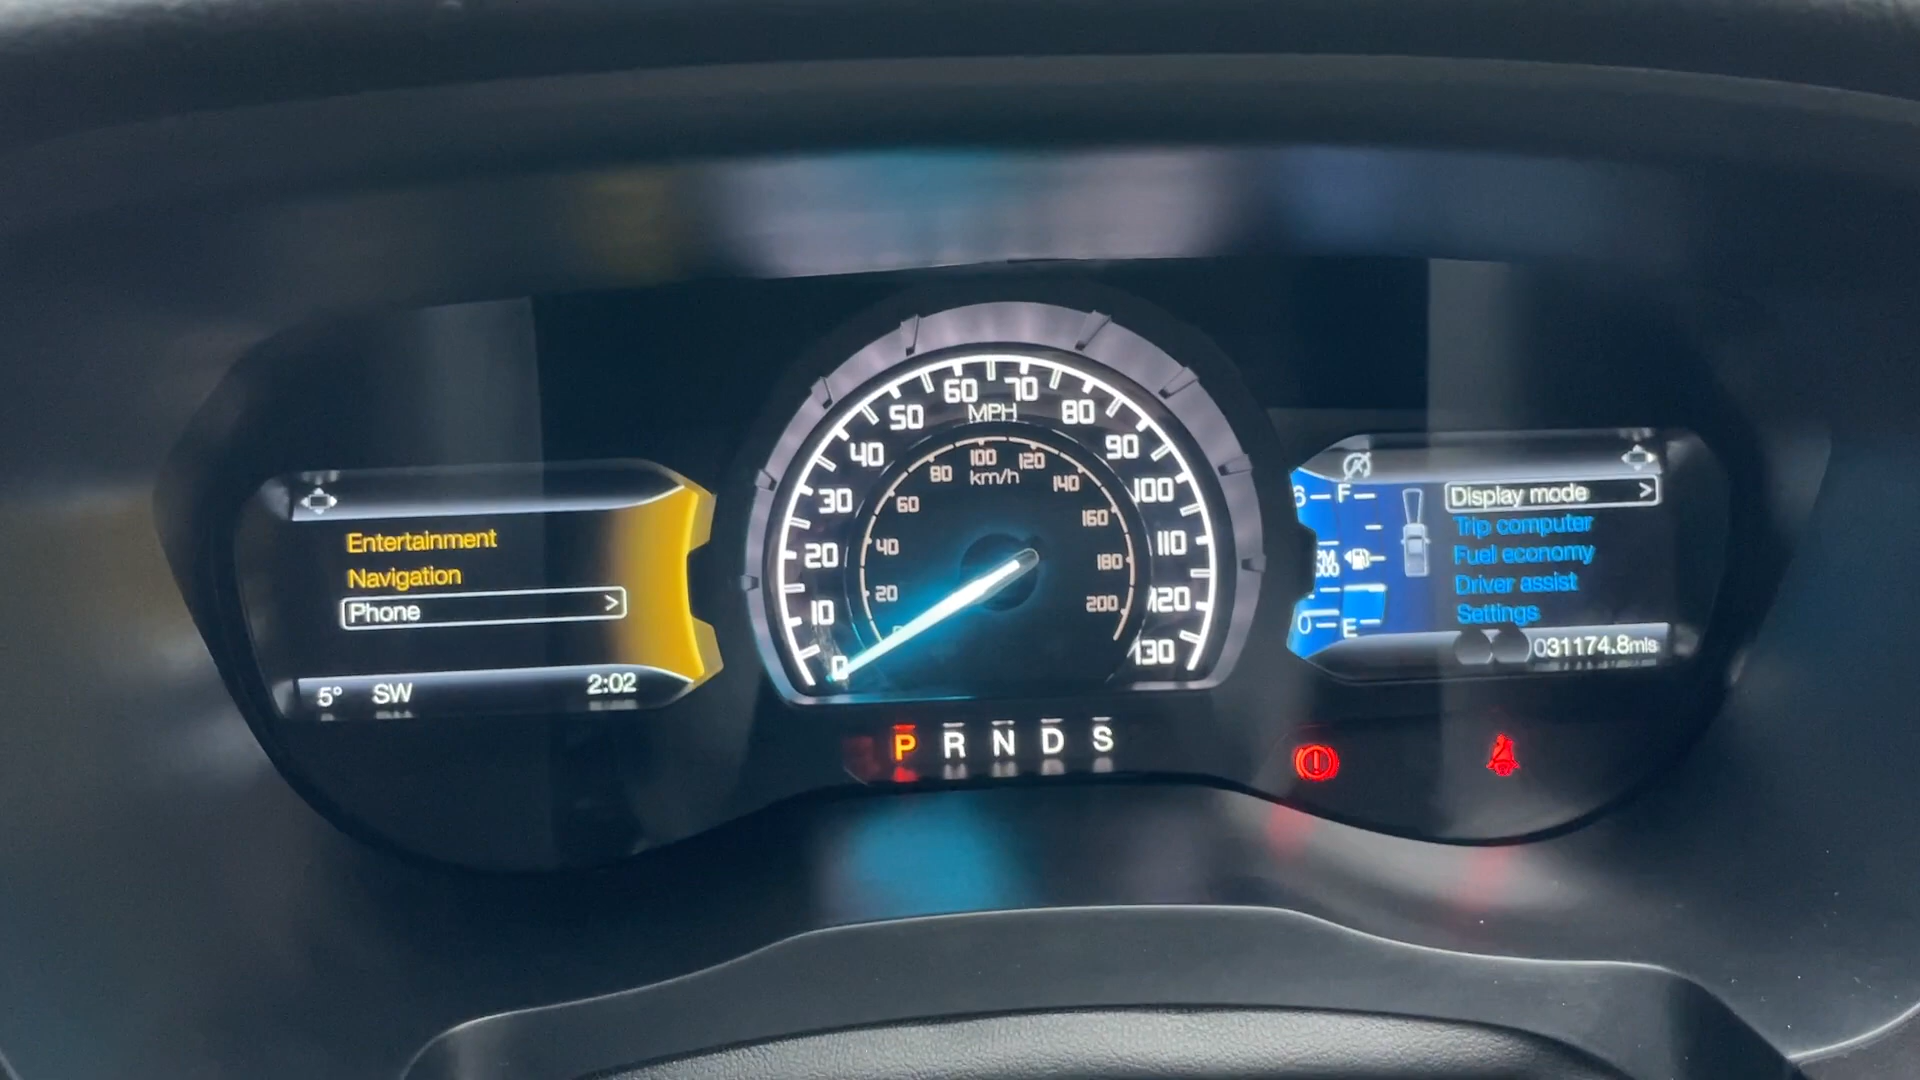 Entertainment
Navigation
Phone >
5° SW 2:02
0 10 20 30 40 50 60 70 80 90 100 110 120 130
MPH
20 40 60 80 100 120 140 160 180 200
km/h
P R N D S
6 F
0 E
Display mode >
Trip computer
Fuel economy
Driver assist
Settings
031174.8mls